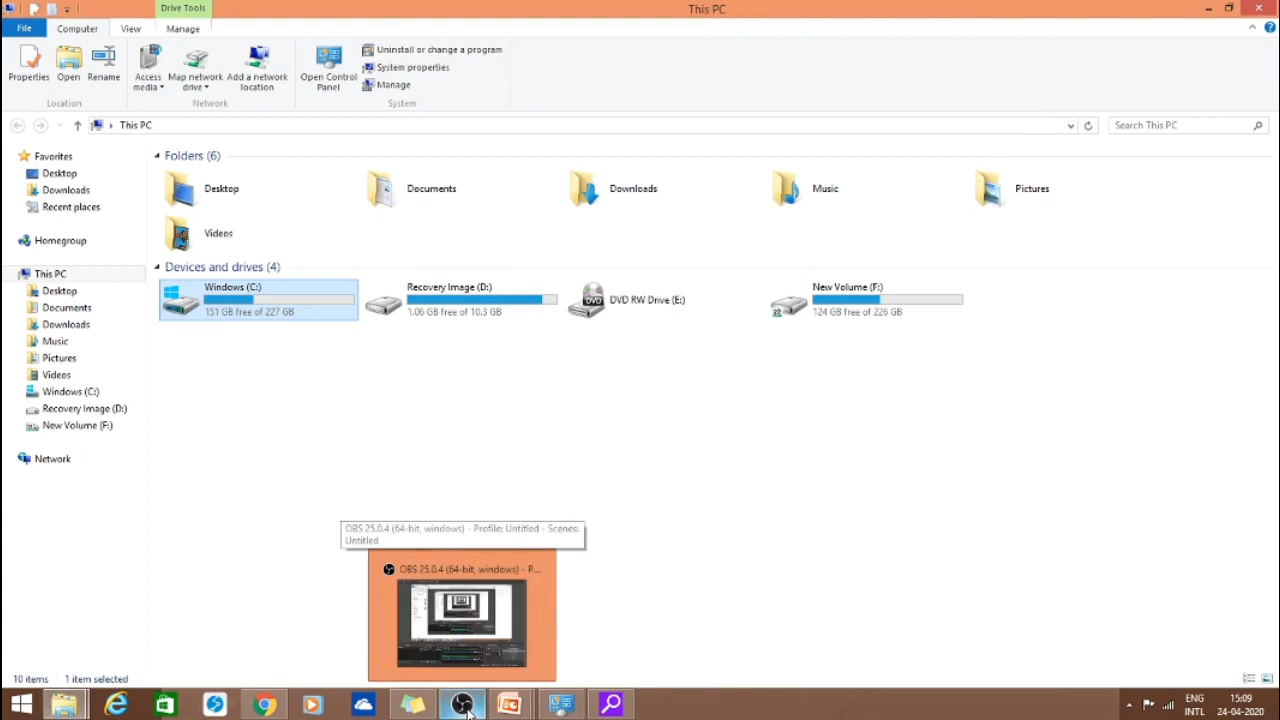 Drive Tools
This PC
File
Computer
View
Manage
Properties
Open
Rename
Access media
Map network drive
Add a network location
Open Control Panel
Uninstall or change a program
System properties
Manage
Location
Network
System
This PC
Search This PC
Favorites
Desktop
Downloads
Recent places
Homegroup
This PC
Desktop
Documents
Downloads
Music
Pictures
Videos
Windows (C:)
Recovery Image (D:)
New Volume (F:)
Network
Folders (6)
Desktop
Documents
Downloads
Music
Pictures
Videos
Devices and drives (4)
Windows (C:)
151 GB free of 227 GB
Recovery Image (D:)
1.06 GB free of 10.3 GB
DVD
DVD RW Drive (E:)
New Volume (F:)
124 GB free of 226 GB
OBS 25.0.4 (64-bit, windows) - Profile: Untitled - Scenes:
Untitled
OBS 25.0.4 (64-bit, windows) - P...
10 items
1 item selected
ENG
INTL
15:09
24-04-2020